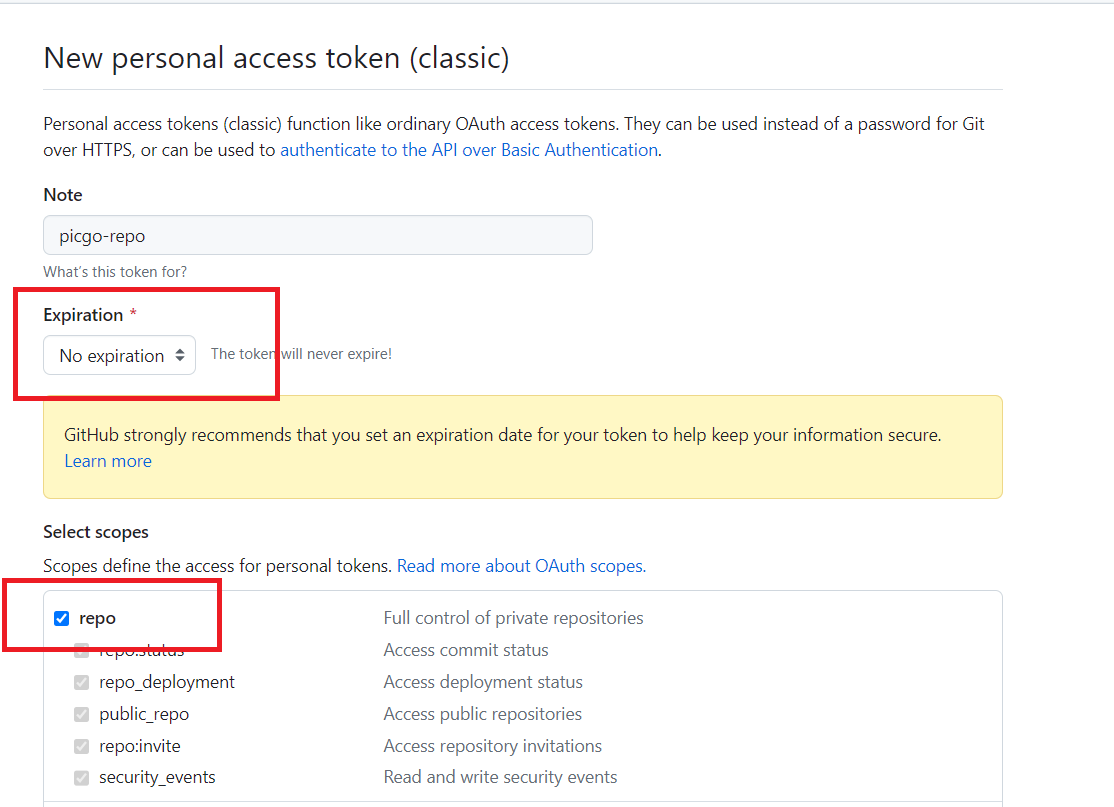 New personal access token (classic)
Personal access tokens (classic) function like ordinary OAuth access tokens. They can be used instead of a password for Git
over HTTPS, or can be used to authenticate to the API over Basic Authentication.
Note
picgo-repo
What's this token for?
Expiration *
No expiration The token will never expire!
GitHub strongly recommends that you set an expiration date for your token to help keep your information secure.
Learn more
Select scopes
Scopes define the access for personal tokens. Read more about OAuth scopes.
repo Full control of private repositories
repo:status Access commit status
repo_deployment Access deployment status
public_repo Access public repositories
repo:invite Access repository invitations
security_events Read and write security events